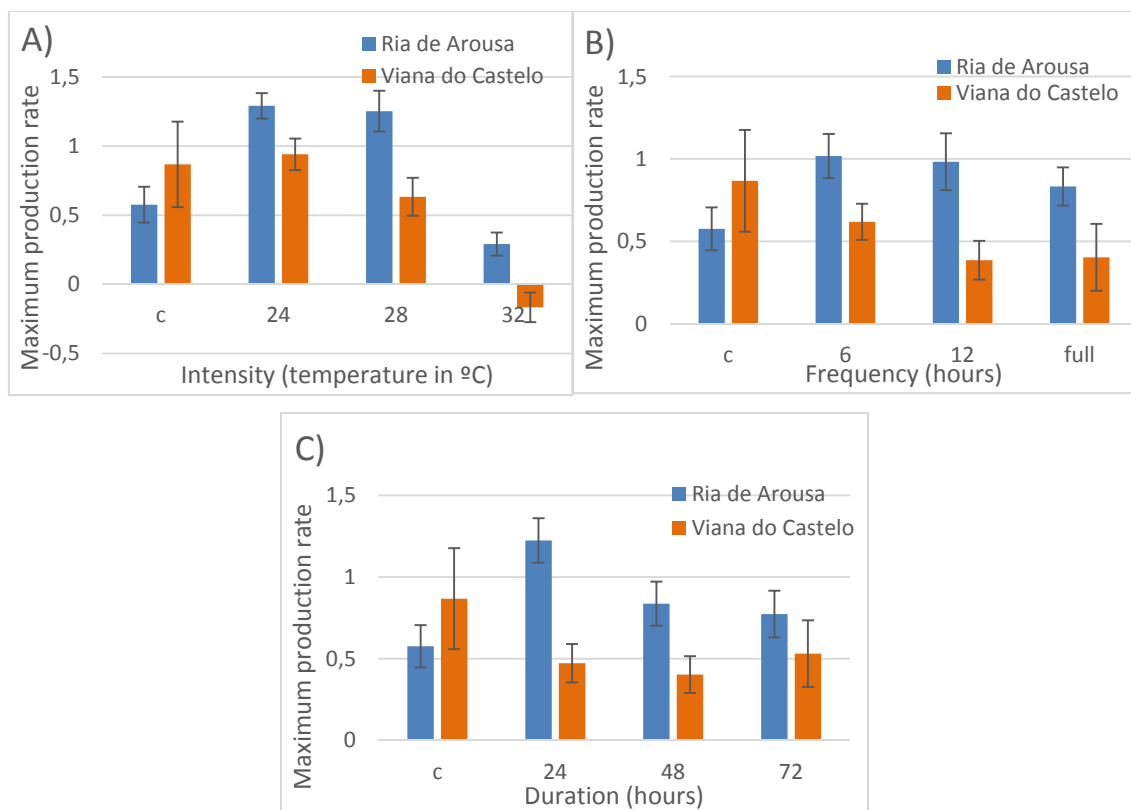 A)
Ria de Arousa
Viana do Castelo
Maximum production rate
1,5
1
0,5
0
-0,5
c 24 28 32
Intensity (temperature in ºC)
B)
Ria de Arousa
Viana do Castelo
Maximum production rate
1,5
1
0,5
0
c 6 12 full
Frequency (hours)
C)
Ria de Arousa
Viana do Castelo
Maximum production rate
1,5
1
0,5
0
c 24 48 72
Duration (hours)